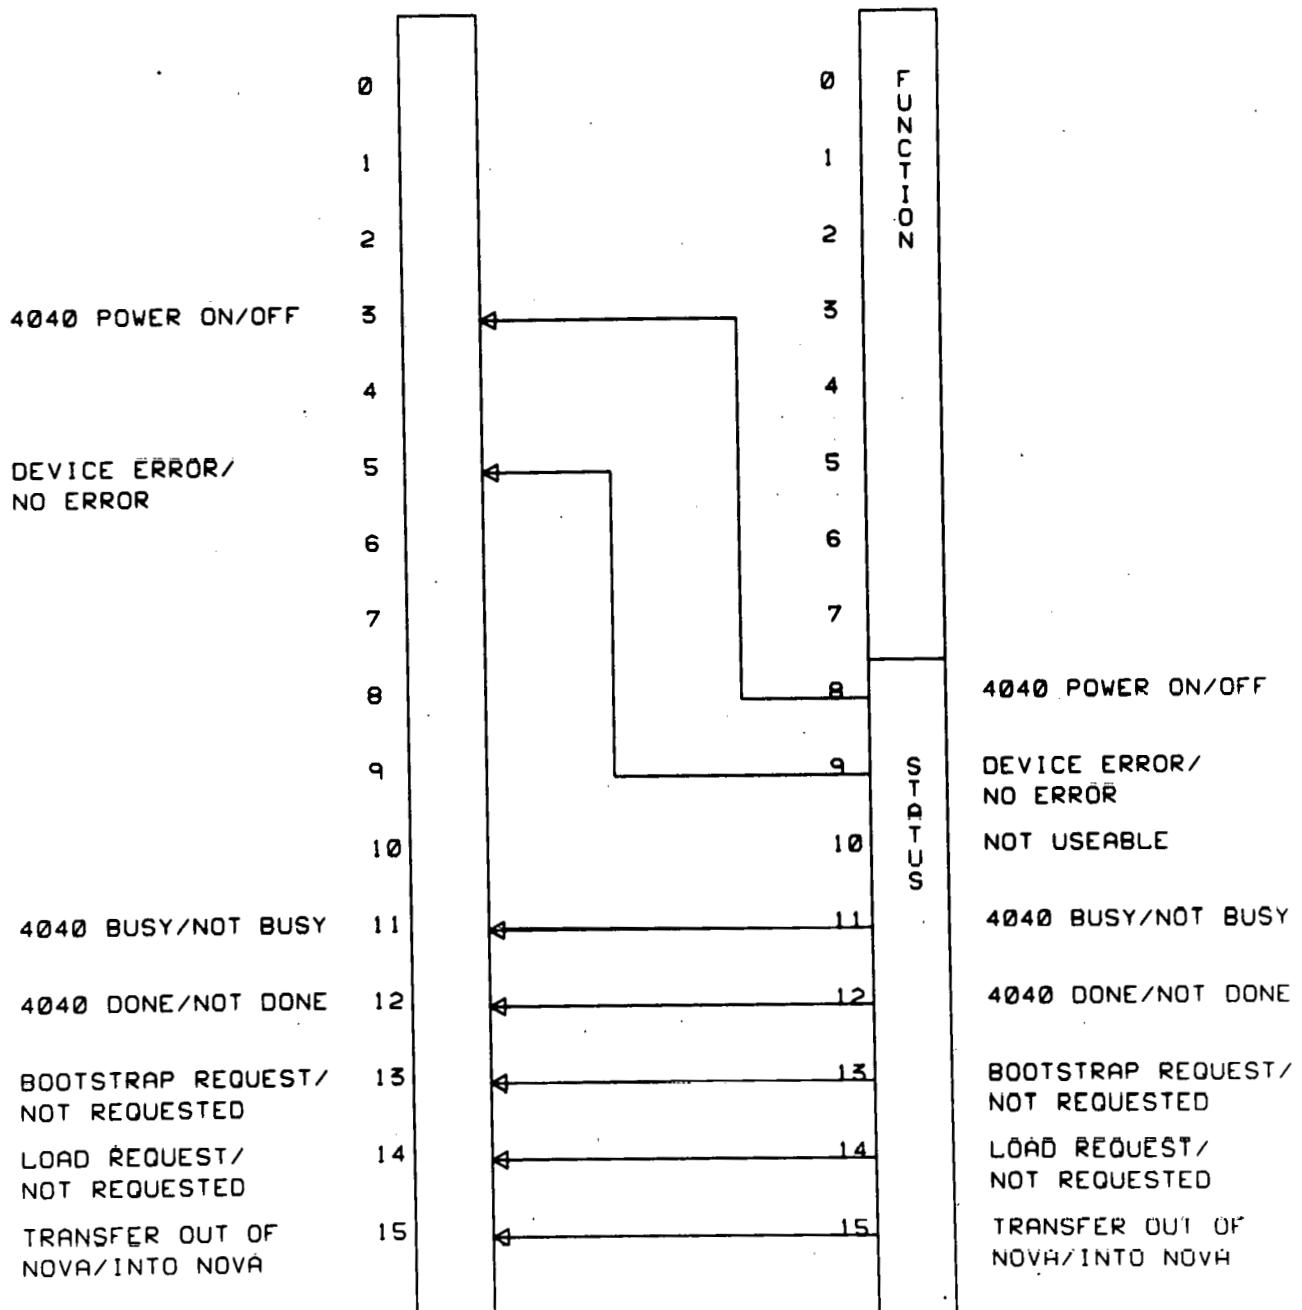 0
1
2
4040 POWER ON/OFF 3
4
DEVICE ERROR/ 5
NO ERROR
6
7
8
9
10
4040 BUSY/NOT BUSY 11
4040 DONE/NOT DONE 12
BOOTSTRAP REQUEST/ 13
NOT REQUESTED
LOAD REQUEST/ 14
NOT REQUESTED
TRANSFER OUT OF 15
NOVA/INTO NOVA
0
1
2
3
4
5
6
7
8
9
10
11
12
13
14
15
FUNCTION
STATUS
4040 POWER ON/OFF
DEVICE ERROR/
NO ERROR
NOT USEABLE
4040 BUSY/NOT BUSY
4040 DONE/NOT DONE
BOOTSTRAP REQUEST/
NOT REQUESTED
LOAD REQUEST/
NOT REQUESTED
TRANSFER OUT OF
NOVA/INTO NOVA